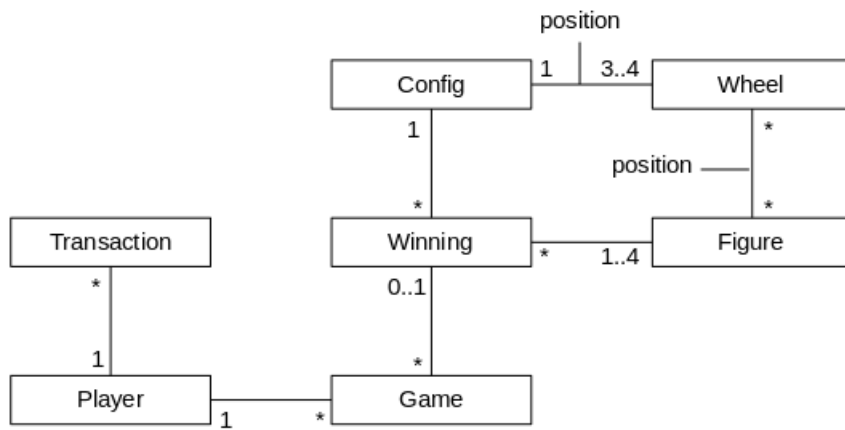 position
Config 1 3..4 Wheel
1 *
position
* *
Transaction Winning Figure
* 0..1 * 1..4
1 *
Player Game
1 *